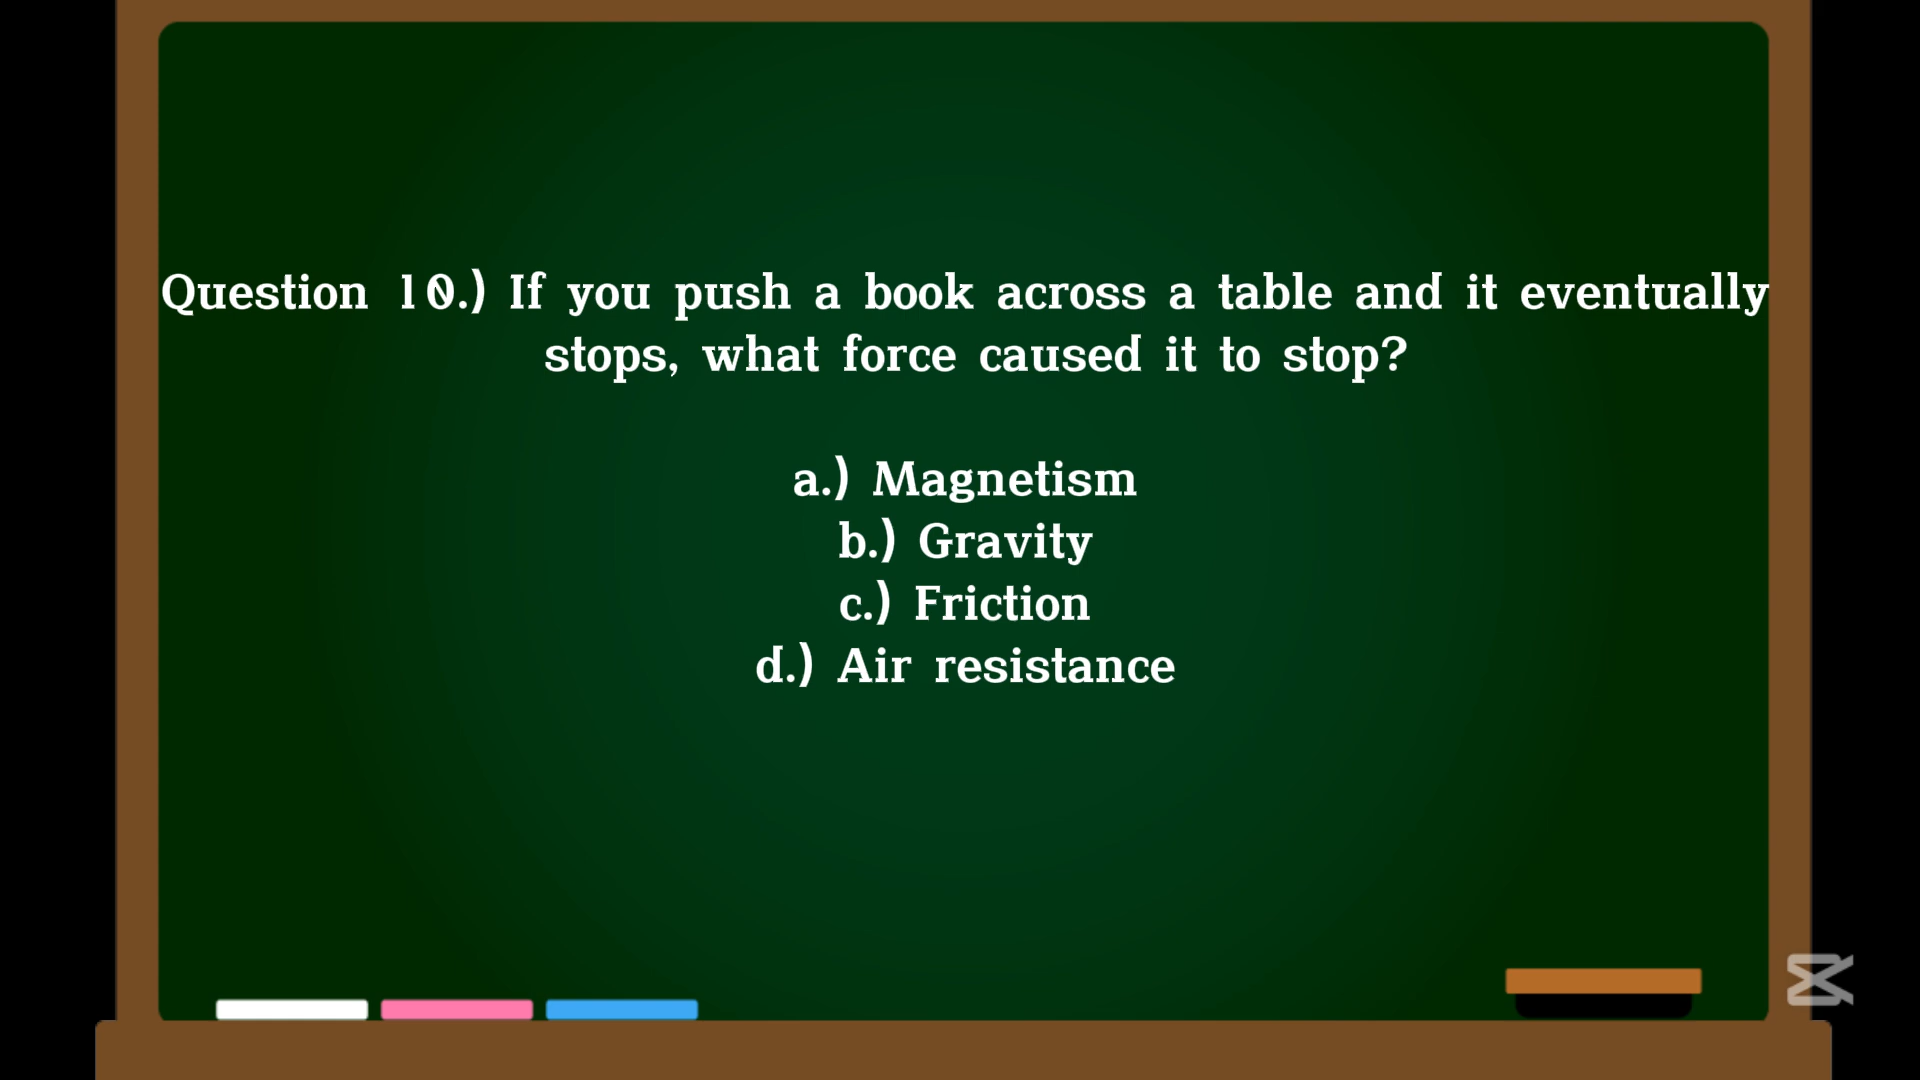 Question 10.) If you push a book across a table and it eventually
stops, what force caused it to stop?
a.) Magnetism
b.) Gravity
c.) Friction
d.) Air resistance